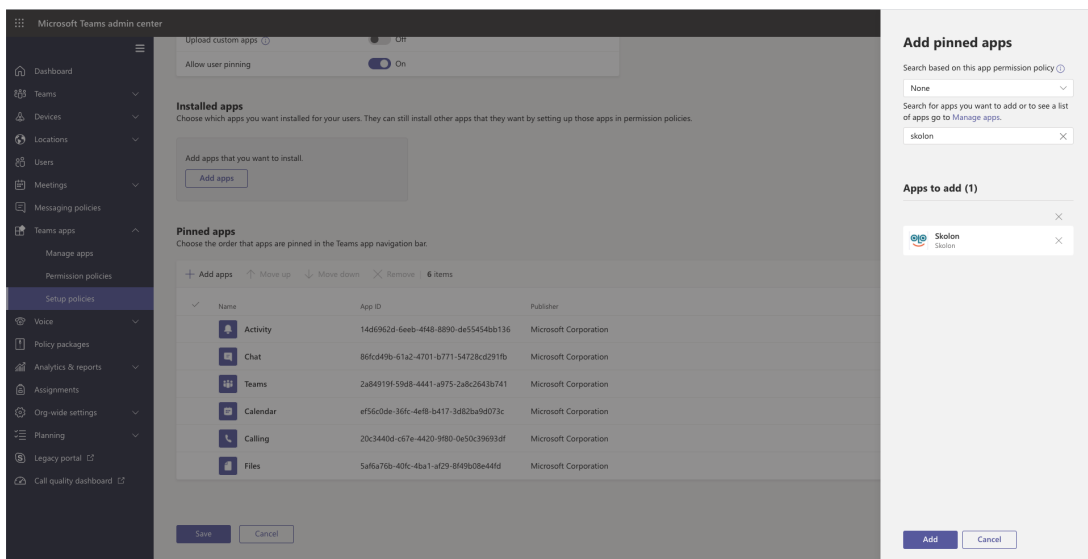 Microsoft Teams admin center
Dashboard
Teams
Devices
Locations
Users
Meetings
Messaging policies
Teams apps
Manage apps
Permission policies
Setup policies
Voice
Policy packages
Analytics & reports
Assignments
Org-wide settings
Planning
Legacy portal
Call quality dashboard
Upload custom apps Off
Allow user pinning On
Installed apps
Choose which apps you want installed for your users. They can still install other apps that they want by setting up those apps in permission policies.
Add apps that you want to install.
Add apps
Pinned apps
Choose the order that apps are pinned in the Teams app navigation bar.
Add apps Move up Move down Remove 6 items
Name App ID Publisher
Activity 14d6962d-6eeb-4f48-8890-de55454bb136 Microsoft Corporation
Chat 86fcd49b-61a2-4701-b771-54728cd291fb Microsoft Corporation
Teams 2a84919f-59d8-4441-a975-2a8c2643b741 Microsoft Corporation
Calendar ef56c0de-36fc-4ef8-b417-3d82ba9d073c Microsoft Corporation
Calling 20c3440d-c67e-4420-9f80-0e50c39693df Microsoft Corporation
Files 5af6a76b-40fc-4ba1-af29-8f49b08e44fd Microsoft Corporation
Save Cancel
Add pinned apps
Search based on this app permission policy
None
Search for apps you want to add or to see a list
of apps go to Manage apps.
skolon
Apps to add (1)
Skolon
Skolon
Add Cancel